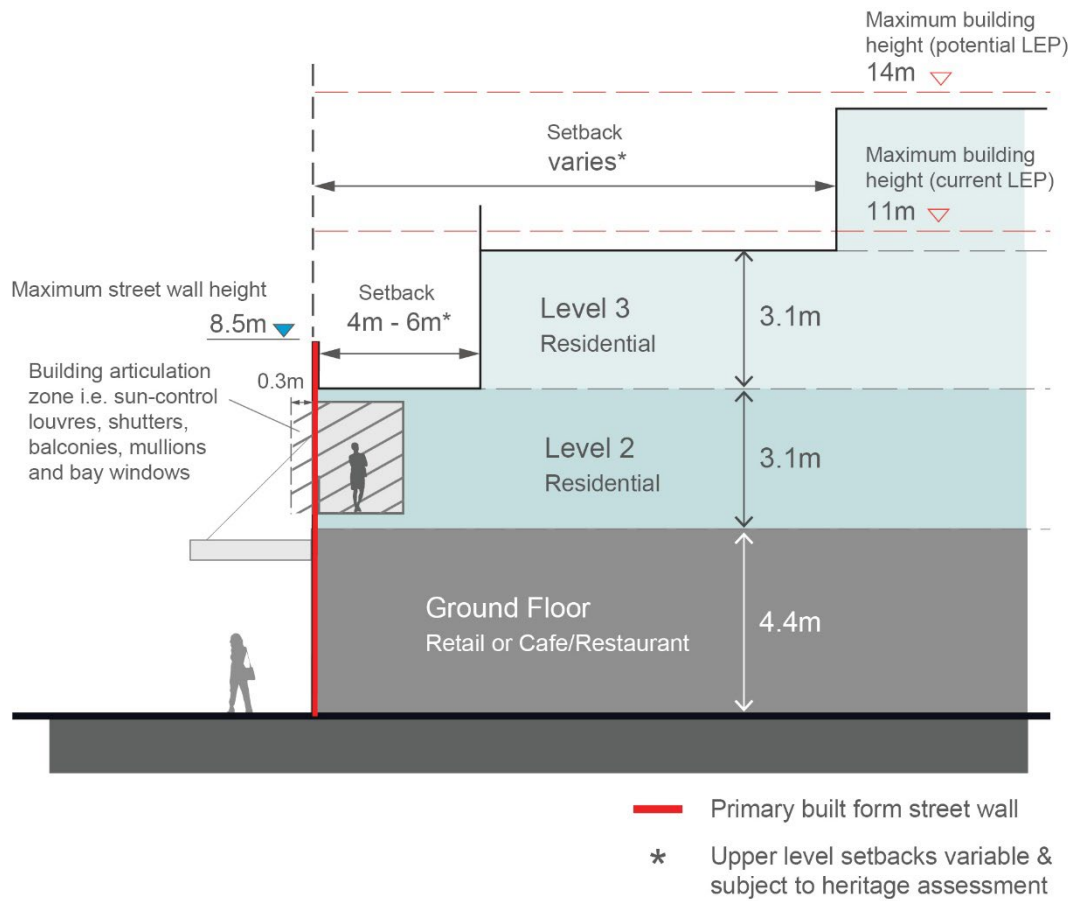 Maximum building
height (potential LEP)
14m
Setback
varies*
Maximum building
height (current LEP)
11m
Maximum street wall height
8.5m
Setback
4m - 6m*
Level 3
Residential
3.1m
Building articulation
zone i.e. sun-control
louvres, shutters,
balconies, mullions
and bay windows
0.3m
Level 2
Residential
3.1m
Ground Floor
Retail or Cafe/Restaurant
4.4m
Primary built form street wall
* Upper level setbacks variable &
subject to heritage assessment